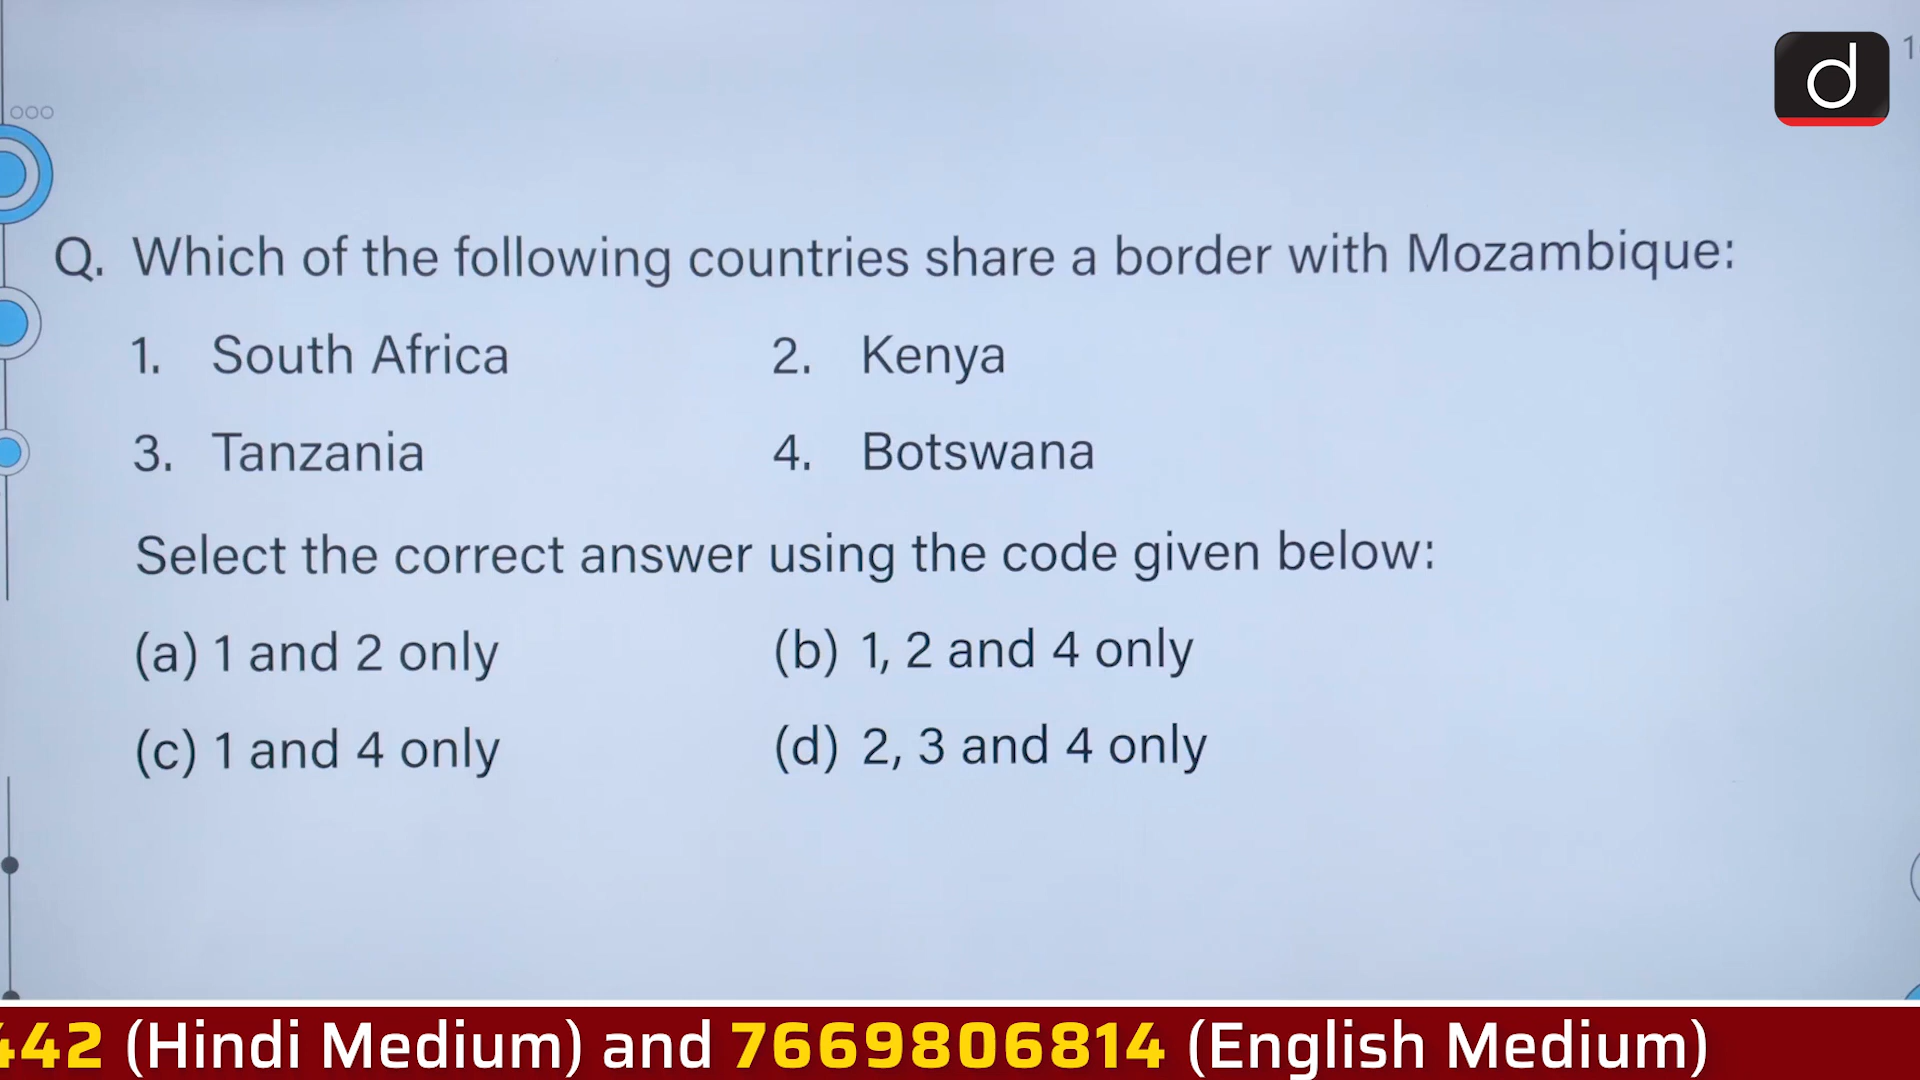 d
1
Q. Which of the following countries share a border with Mozambique:
1. South Africa 2. Kenya
3. Tanzania 4. Botswana
Select the correct answer using the code given below:
(a) 1 and 2 only (b) 1, 2 and 4 only
(c) 1 and 4 only (d) 2, 3 and 4 only
442 (Hindi Medium) and 7669806814 (English Medium)